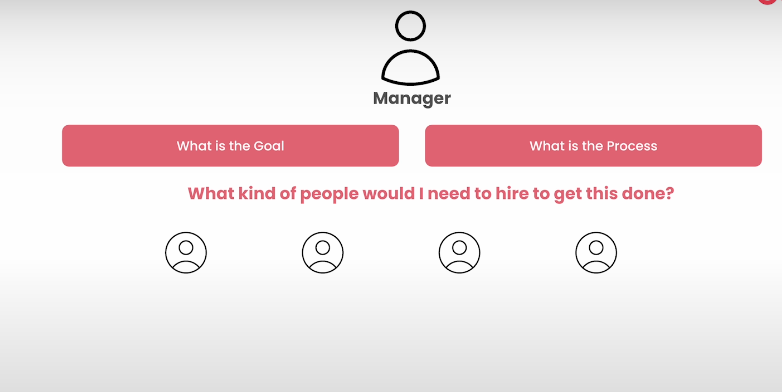 Manager
What is the Goal
What is the Process
What kind of people would I need to hire to get this done?